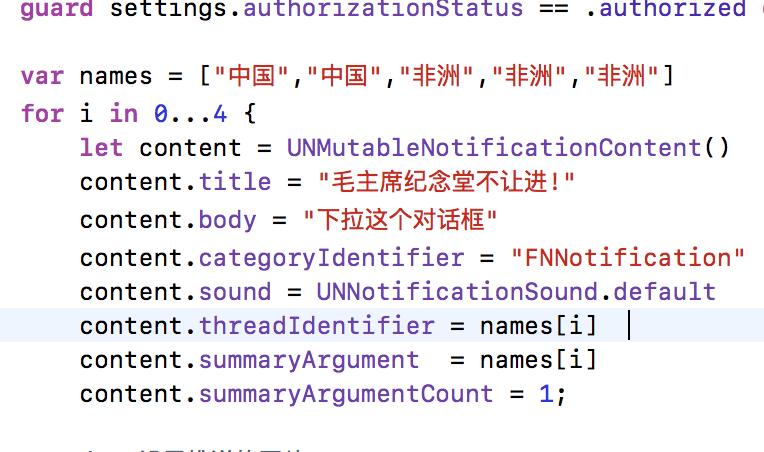 guard settings.authorizationStatus == .authorized
var names = ["中国","中国","非洲","非洲","非洲"]
for i in 0...4 {
let content = UNMutableNotificationContent()
content.title = "毛主席纪念堂不让进!"
content.body = "下拉这个对话框"
content.categoryIdentifier = "FNNotification"
content.sound = UNNotificationSound.default
content.threadIdentifier = names[i]
content.summaryArgument  = names[i]
content.summaryArgumentCount = 1;